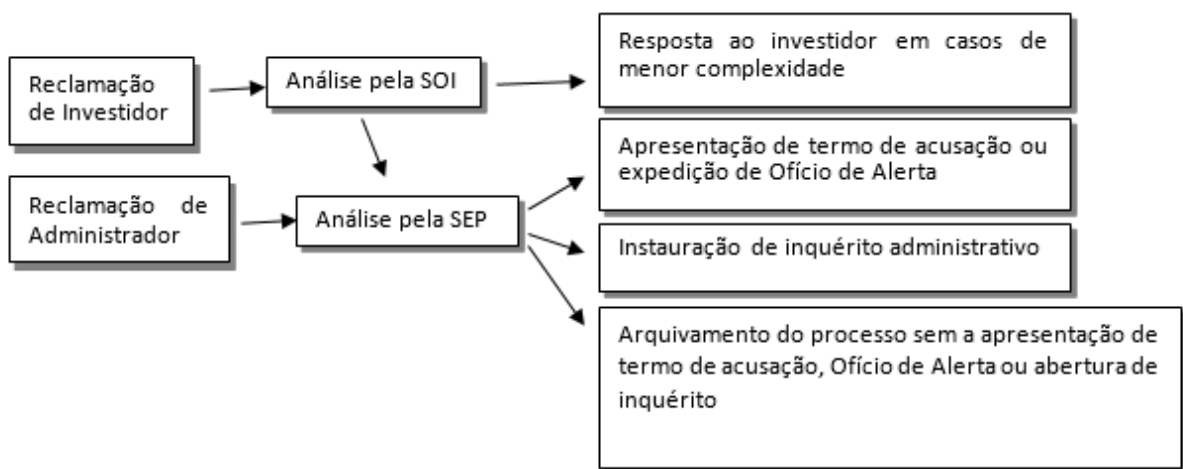 Reclamação
de Investidor
Análise pela SOI
Resposta ao investidor em casos de
menor complexidade
Reclamação de
Administrador
Análise pela SEP
Apresentação de termo de acusação ou
expedição de Ofício de Alerta
Instauração de inquérito administrativo
Arquivamento do processo sem a apresentação de
termo de acusação, Ofício de Alerta ou abertura de
inquérito